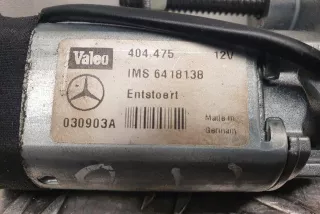 Valeo
404.475 12V
IMS 6418138
Entstoert
030903A
Made in
Germany